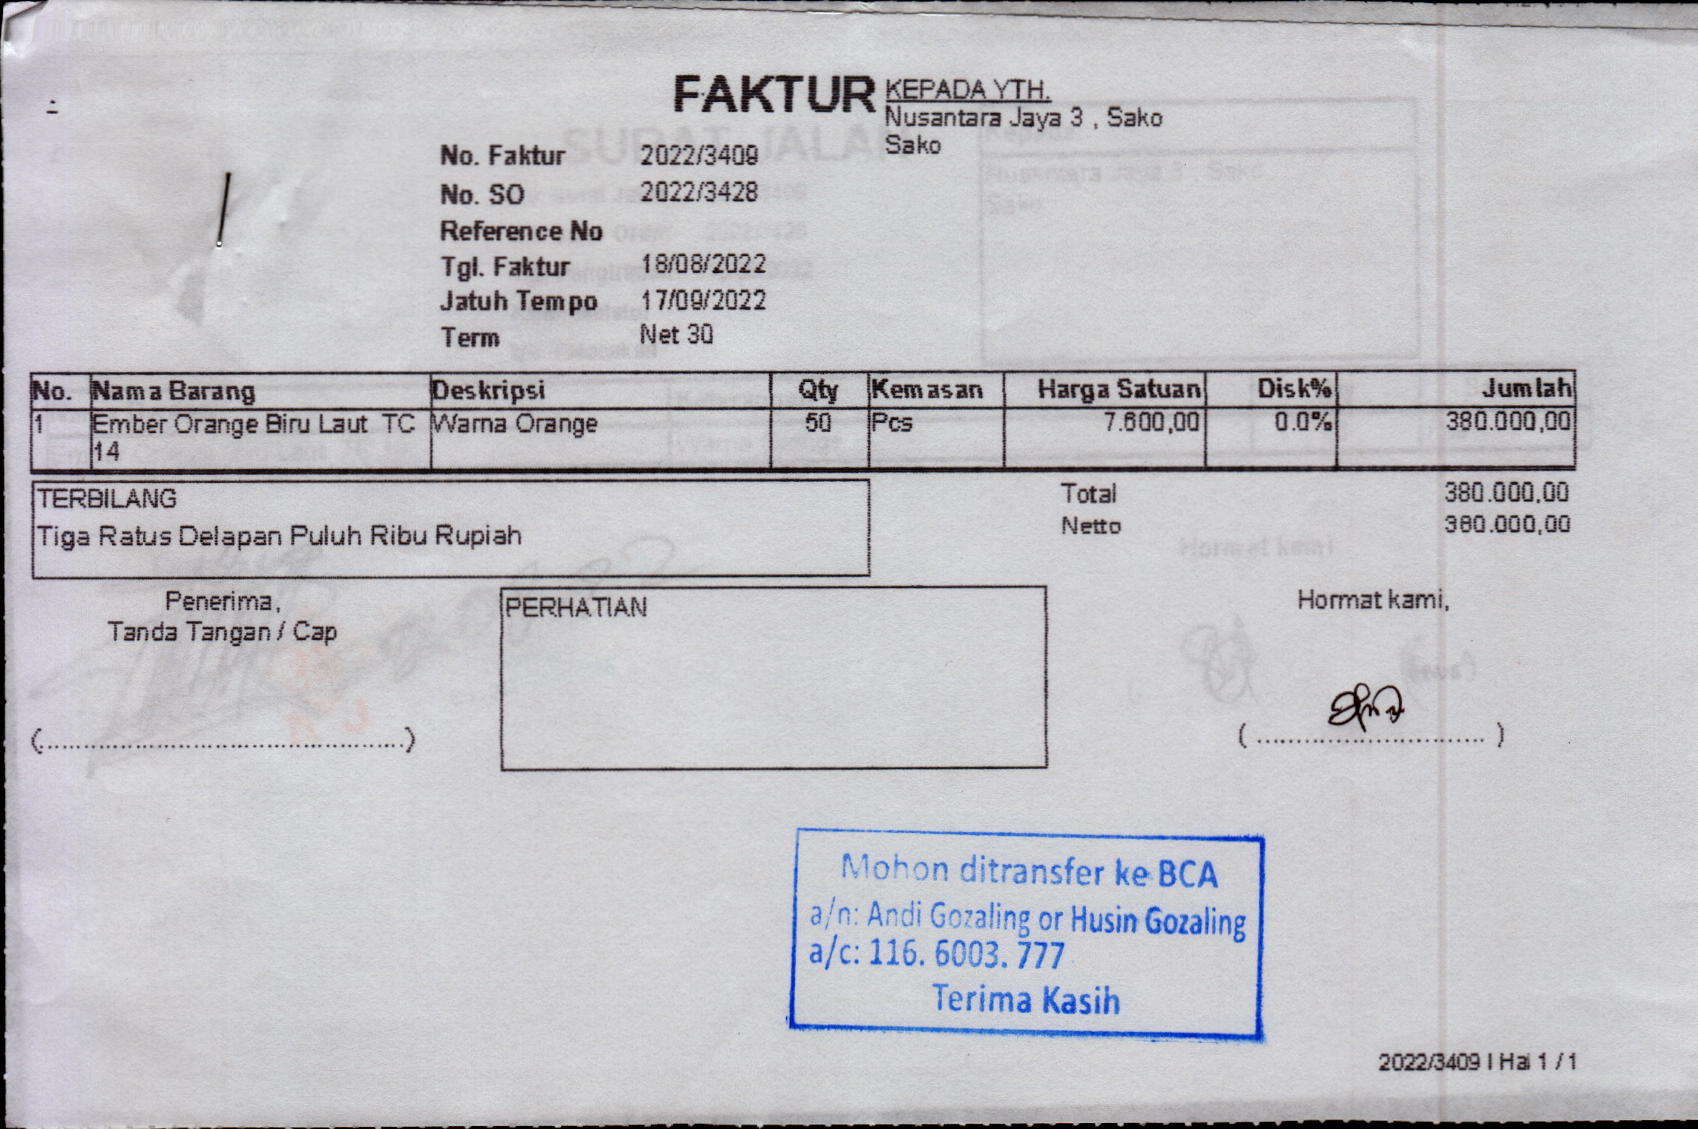 FAKTUR
KEPADA YTH.
Nusantara Jaya 3 , Sako
Sako
No. Faktur 2022/3409
No. SO 2022/3428
Reference No
Tgl. Faktur 18/08/2022
Jatuh Tempo 17/09/2022
Term Net 30
No. Nama Barang Deskripsi Qty Kemasan Harga Satuan Disk% Jumlah
1 Ember Orange Biru Laut TC Warna Orange 50 Pcs 7.600,00 0.0% 380.000,00
14
TERBILANG
Tiga Ratus Delapan Puluh Ribu Rupiah
Total 380.000,00
Netto 380.000,00
Penerima,
Tanda Tangan / Cap
(..............................................)
PERHATIAN
Hormat kami,
( ............................. )
Mohon ditransfer ke BCA
a/n: Andi Gozaling or Husin Gozaling
a/c: 116. 6003. 777
Terima Kasih
2022/3409 | Hal 1 / 1